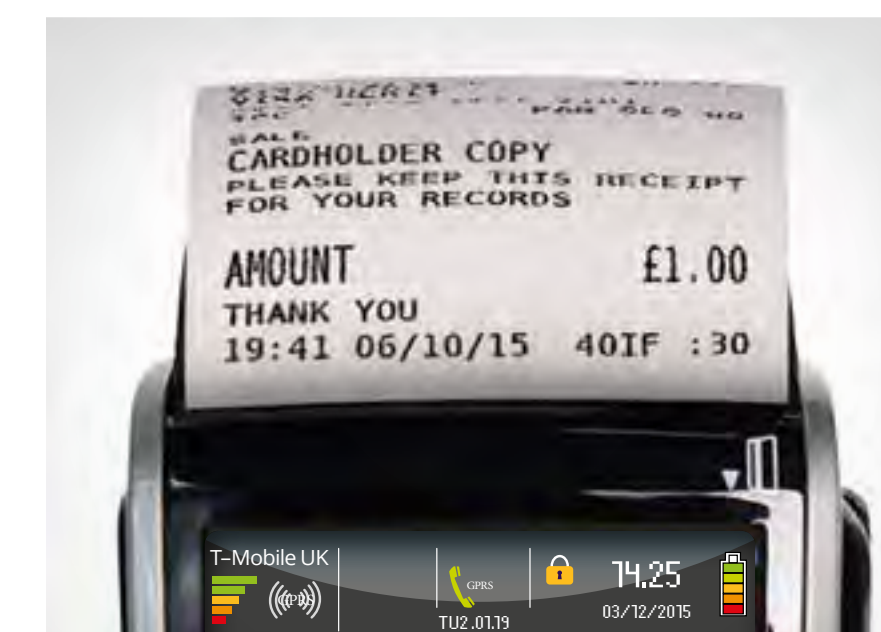 SALE
CARDHOLDER COPY
PLEASE KEEP THIS RECEIPT
FOR YOUR RECORDS
AMOUNT £1.00
THANK YOU
19:41 06/10/15 40IF :30
T-Mobile UK
GPRS
14.25
GPRS
03/12/2015
TU2.01.19